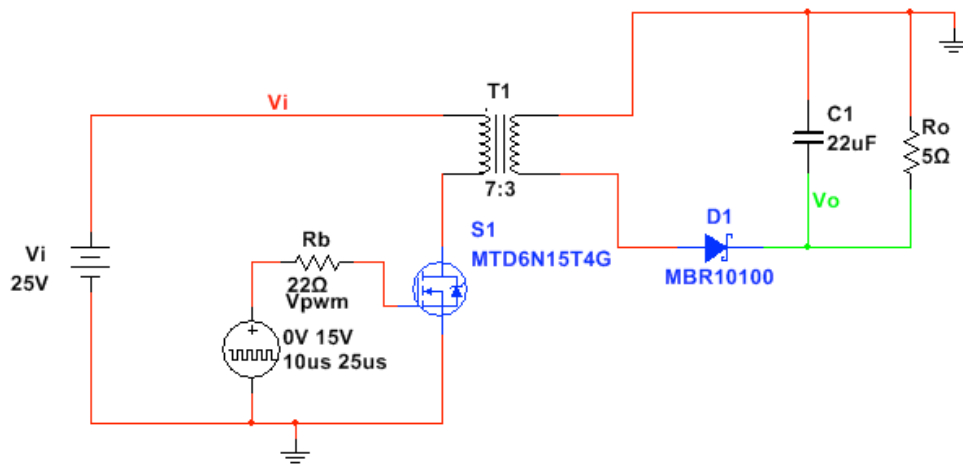 Vi
T1
7:3
C1
22uF
Ro
5Ω
Vo
D1
MBR10100
S1
MTD6N15T4G
Vi
25V
Rb
22Ω
Vpwm
0V 15V
10us 25us